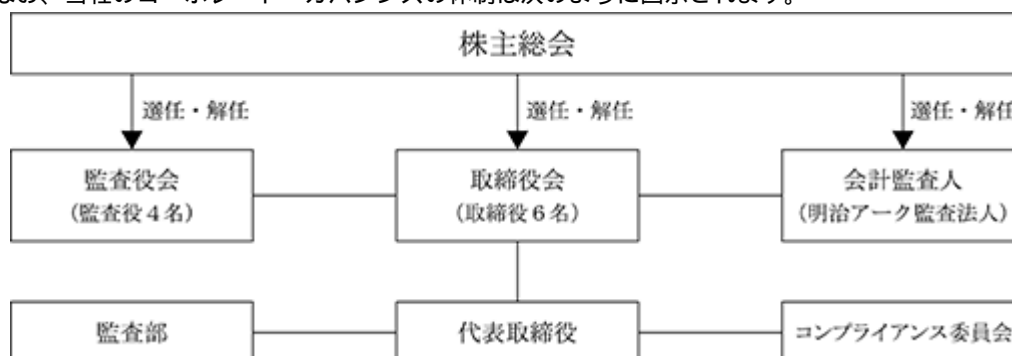 なお、当社のコーポレート・ガバナンスの体制は次のように図示されます。
株主総会
選任・解任
選任・解任
選任・解任
監査役会
(監査役4名)
取締役会
(取締役6名)
会計監査人
(明治アーク監査法人)
監査部
代表取締役
コンプライアンス委員会